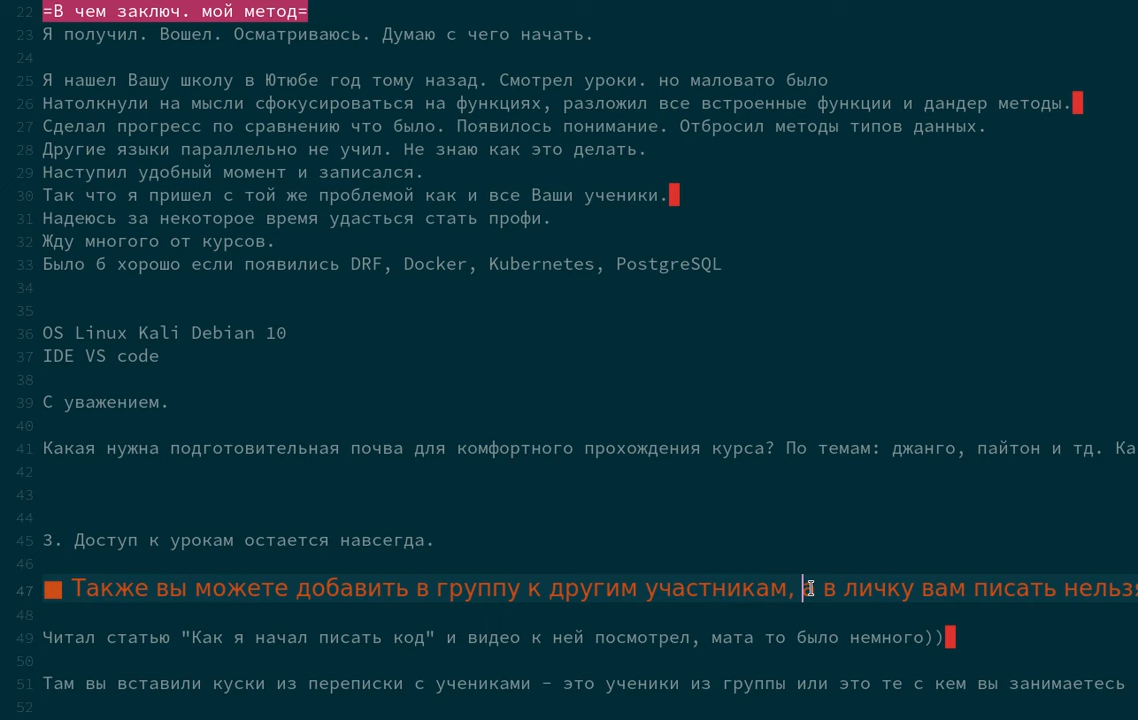 22 =В чем заключ. мой метод=
23 Я получил. Вошел. Осматриваюсь. Думаю с чего начать.
24
25 Я нашел Вашу школу в Ютюбе год тому назад. Смотрел уроки. но маловато было
26 Натолкнули на мысли сфокусироваться на функциях, разложил все встроенные функции и дандер методы.
27 Сделал прогресс по сравнению что было. Появилось понимание. Отбросил методы типов данных.
28 Другие языки параллельно не учил. Не знаю как это делать.
29 Наступил удобный момент и записался.
30 Так что я пришел с той же проблемой как и все Ваши ученики.
31 Надеюсь за некоторое время удасться стать профи.
32 Жду многого от курсов.
33 Было б хорошо если появились DRF, Docker, Kubernetes, PostgreSQL
34
35
36 OS Linux Kali Debian 10
37 IDE VS code
38
39 С уважением.
40
41 Какая нужна подготовительная почва для комфортного прохождения курса? По темам: джанго, пайтон и тд. Ка
42
43
44
45 3. Доступ к урокам остается навсегда.
46
47 ■ Также вы можете добавить в группу к другим участникам, а в личку вам писать нельзя
48
49 Читал статью "Как я начал писать код" и видео к ней посмотрел, мата то было немного))
50
51 Там вы вставили куски из переписки с учениками - это ученики из группы или это те с кем вы занимаетесь
52